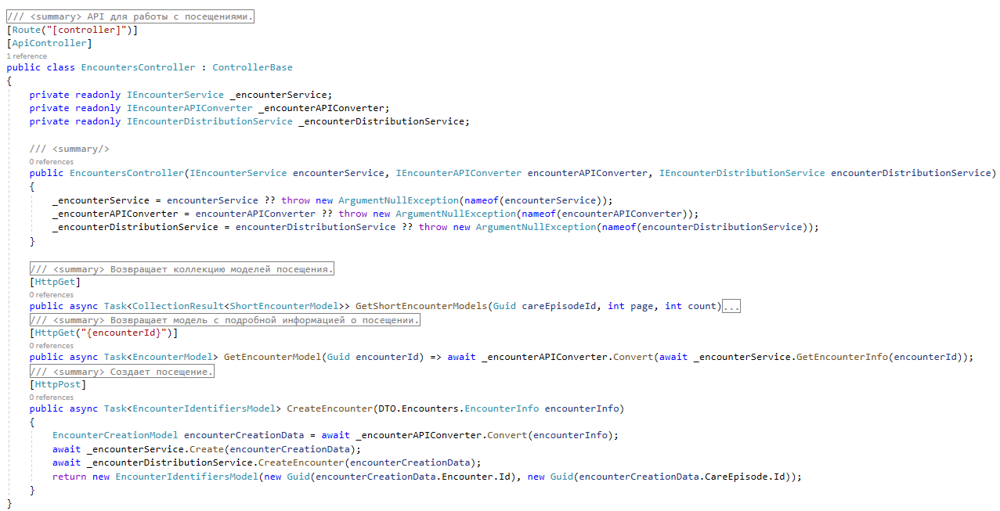 /// <summary> API для работы с посещениями.
[Route("[controller]")]
[ApiController]
1 reference
public class EncountersController : ControllerBase
{
private readonly IEncounterService _encounterService;
private readonly IEncounterAPIConverter _encounterAPIConverter;
private readonly IEncounterDistributionService _encounterDistributionService;
/// <summary/>
0 references
public EncountersController(IEncounterService encounterService, IEncounterAPIConverter encounterAPIConverter, IEncounterDistributionService encounterDistributionService)
{
_encounterService = encounterService ?? throw new ArgumentNullException(nameof(encounterService));
_encounterAPIConverter = encounterAPIConverter ?? throw new ArgumentNullException(nameof(encounterAPIConverter));
_encounterDistributionService = encounterDistributionService ?? throw new ArgumentNullException(nameof(encounterDistributionService));
}
/// <summary> Возвращает коллекцию моделей посещения.
[HttpGet]
0 references
public async Task<CollectionResult<ShortEncounterModel>> GetShortEncounterModels(Guid careEpisodeId, int page, int count)...
/// <summary> Возвращает модель с подробной информацией о посещении.
[HttpGet("{encounterId}")]
0 references
public async Task<EncounterModel> GetEncounterModel(Guid encounterId) => await _encounterAPIConverter.Convert(await _encounterService.GetEncounterInfo(encounterId));
/// <summary> Создает посещение.
[HttpPost]
0 references
public async Task<EncounterIdentifiersModel> CreateEncounter(DTO.Encounters.EncounterInfo encounterInfo)
{
EncounterCreationModel encounterCreationData = await _encounterAPIConverter.Convert(encounterInfo);
await _encounterService.Create(encounterCreationData);
await _encounterDistributionService.CreateEncounter(encounterCreationData);
return new EncounterIdentifiersModel(new Guid(encounterCreationData.Encounter.Id), new Guid(encounterCreationData.CareEpisode.Id));
}
}